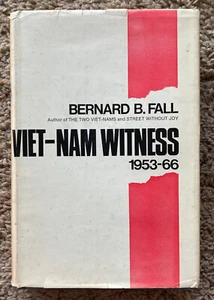 BERNARD B. FALL
Author of THE TWO VIET-NAMS and STREET WITHOUT JOY
VIET-NAM WITNESS
1953-66